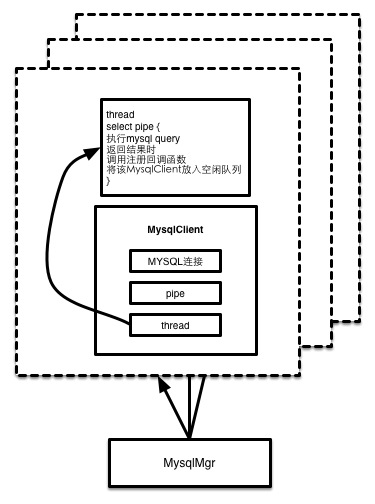 thread
select pipe {
执行mysql query
返回结果时
调用注册回调函数
将该MysqlClient放入空闲队列
}
MysqlClient
MYSQL连接
pipe
thread
MysqlMgr